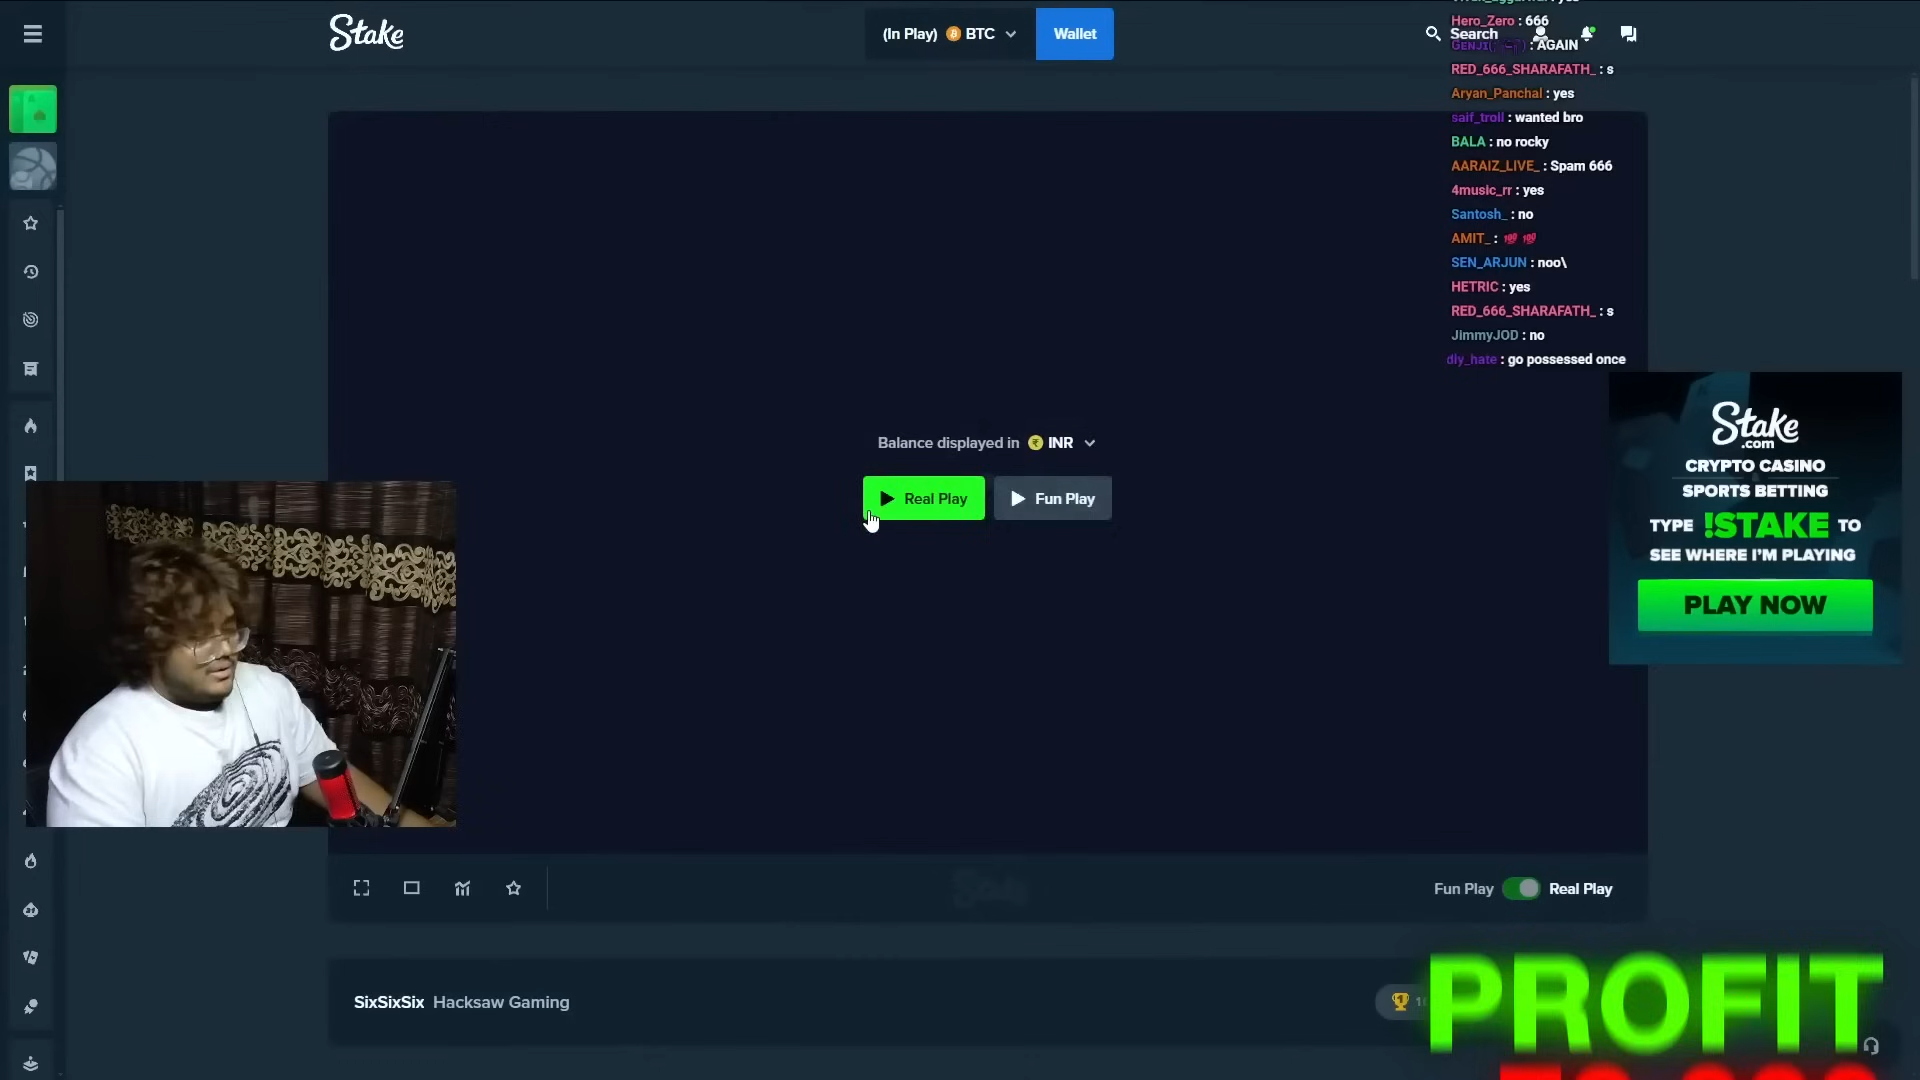 Stake
(In Play) BTC
Wallet
Search
Hero_Zero : 666
: AGAIN
RED_666_SHARAFATH_ : s
Aryan_Panchal : yes
saif_troll : wanted bro
BALA : no rocky
AARAIZ_LIVE_ : Spam 666
4music_rr : yes
Santosh_ : no
AMIT_ : 💯 💯
SEN_ARJUN : noo\
HETRIC : yes
RED_666_SHARAFATH_ : s
JimmyJOD : no
dly_hate : go possessed once
Balance displayed in ₹ INR
Real Play
Fun Play
Stake
.com
CRYPTO CASINO
SPORTS BETTING
TYPE !STAKE TO
SEE WHERE I'M PLAYING
PLAY NOW
Stake
Fun Play
Real Play
SixSixSix Hacksaw Gaming
PROFIT